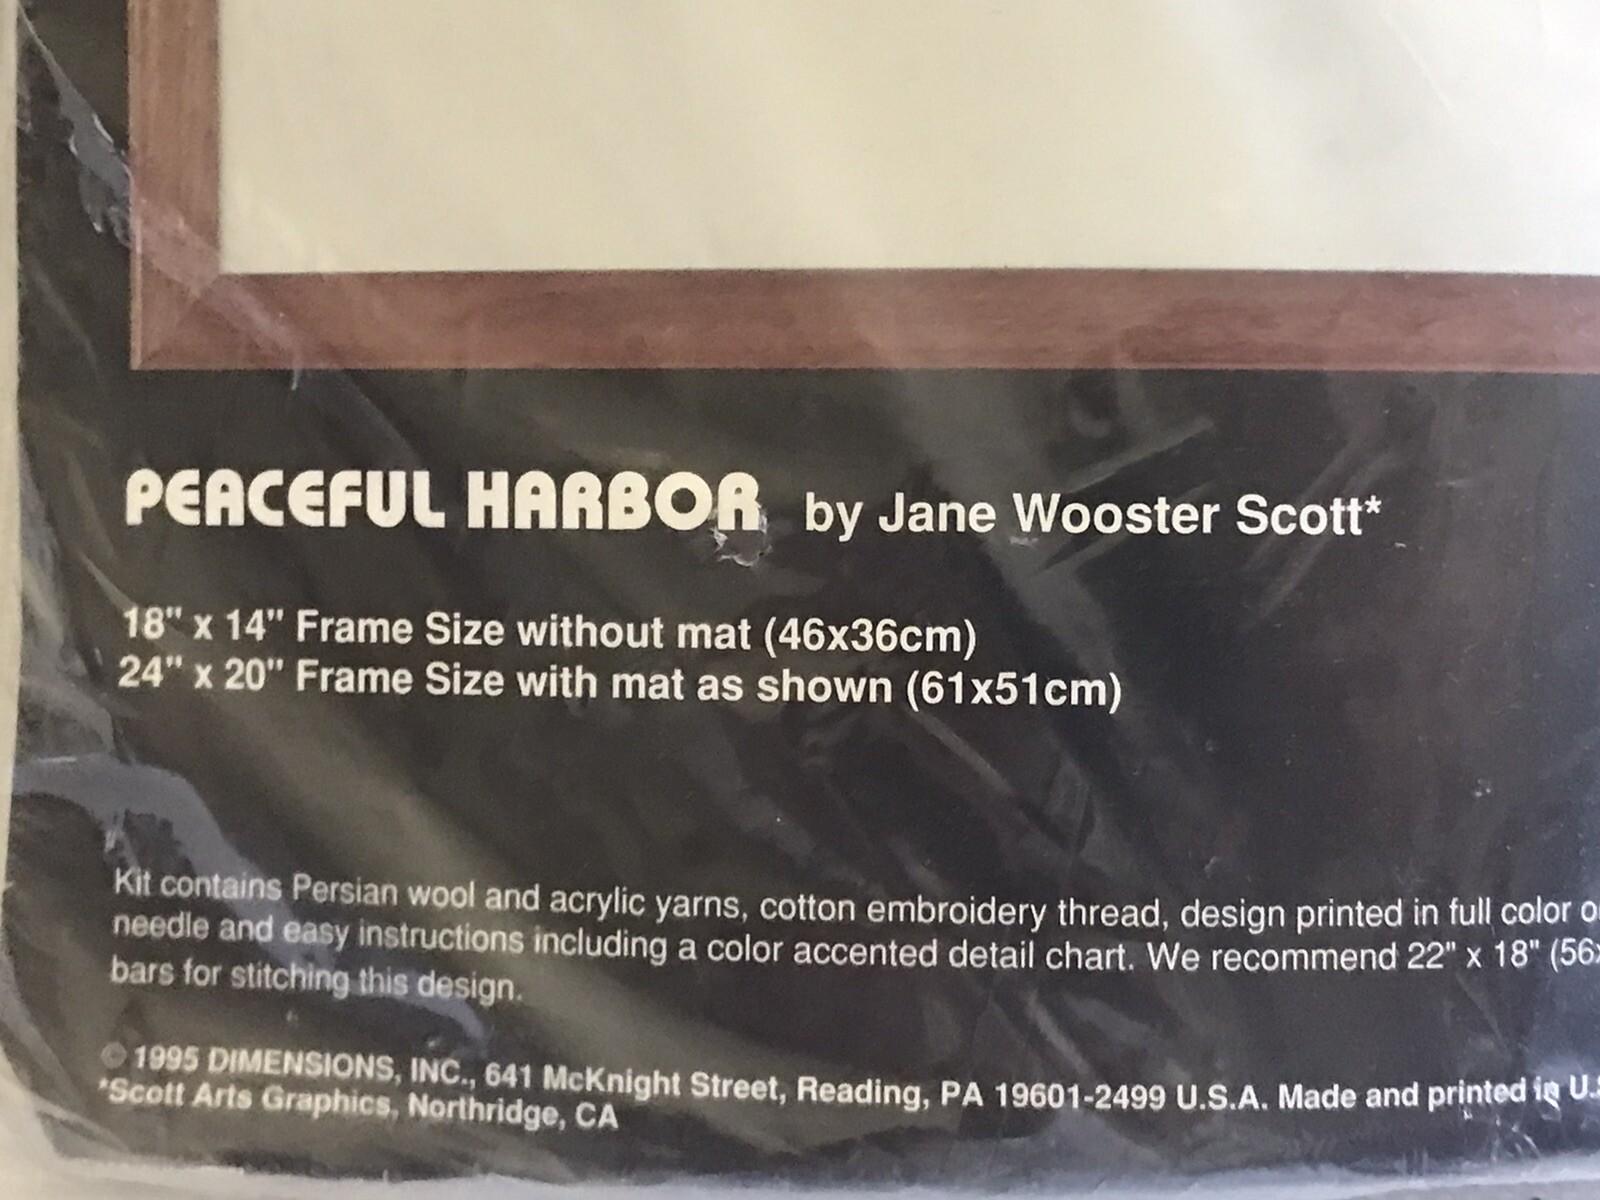 PEACEFUL HARBOR by Jane Wooster Scott*
18" x 14" Frame Size without mat (46x36cm)
24" x 20" Frame Size with mat as shown (61x51cm)
Kit contains Persian wool and acrylic yarns, cotton embroidery thread, design printed in full color
needle and easy instructions including a color accented detail chart. We recommend 22" x 18" (56x
bars for stitching this design.
© 1995 DIMENSIONS, INC., 641 McKnight Street, Reading, PA 19601-2499 U.S.A. Made and printed in U.S
*Scott Arts Graphics, Northridge, CA